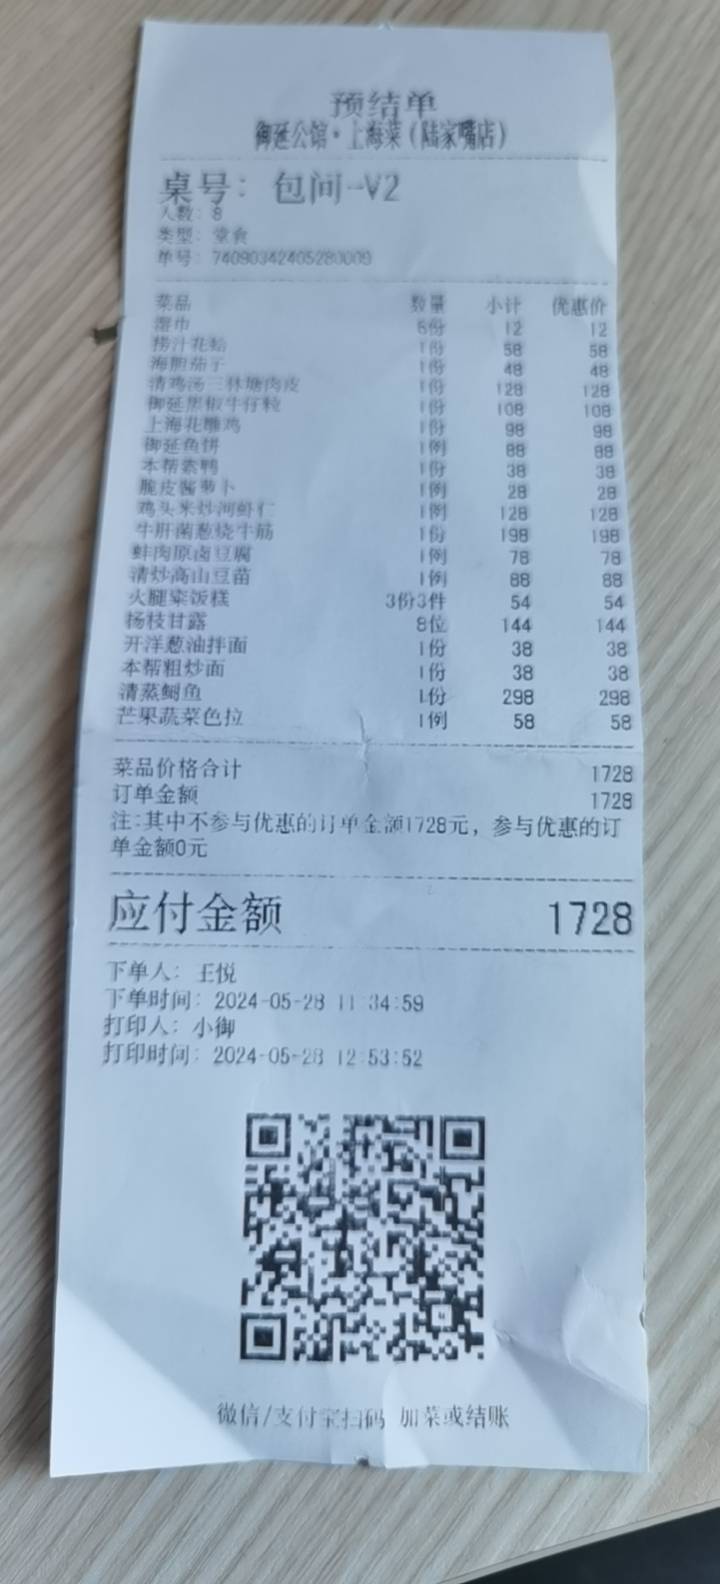 预结单
御延公馆·上海菜(陆家嘴店)
桌号: 包间-V2
人数: 8
类型: 堂食
单号: 74090342405280009
菜品 数量 小计 优惠价
湿巾 6份 12 12
捞汁花蛤 1份 58 58
海胆茄子 1份 48 48
清鸡汤三林塘肉皮 1份 128 128
御延黑椒牛仔粒 1份 108 108
上海花雕鸡 1份 98 98
御延鱼饼 1例 88 88
本帮素鸭 1份 38 38
脆皮酱萝卜 1例 28 28
鸡头米炒河虾仁 1例 128 128
牛肝菌葱烧牛筋 1份 198 198
蚌肉原卤豆腐 1例 78 78
清炒高山豆苗 1例 88 88
火腿粢饭糕 3份3件 54 54
杨枝甘露 8位 144 144
开洋葱油拌面 1份 38 38
本帮粗炒面 1份 38 38
清蒸鲥鱼 1份 298 298
芒果蔬菜色拉 1例 58 58
菜品价格合计 1728
订单金额 1728
注:其中不参与优惠的订单金额1728元, 参与优惠的订
单金额0元
应付金额 1728
下单人: 王悦
下单时间: 2024-05-28 11:34:59
打印人: 小御
打印时间: 2024-05-28 12:53:52
微信/支付宝扫码 加菜或结账